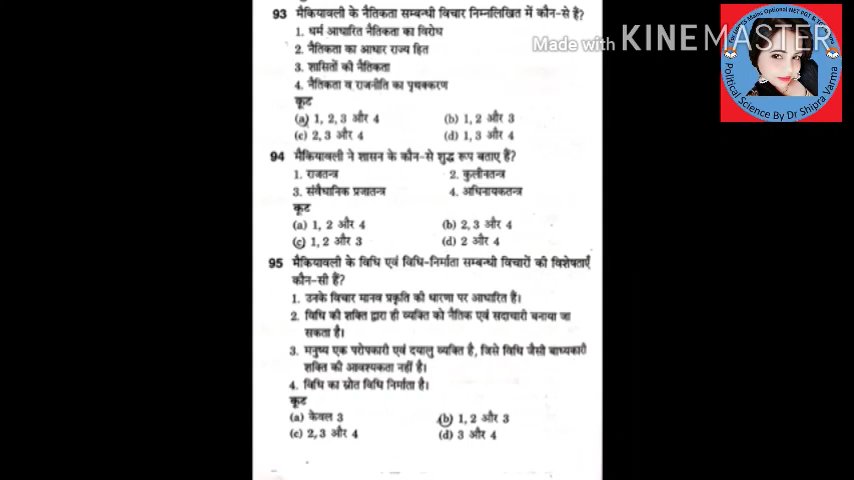 93 मैकियावली के नैतिकता सम्बन्धी विचार निम्नलिखित में कौन-से हैं?
1. धर्म आधारित नैतिकता का विरोध
2. नैतिकता का आधार राज्य हित
3. शासितों की नैतिकता
4. नैतिकता व राजनीति का पृथक्करण
कूट
(a) 1, 2, 3 और 4 (b) 1, 2 और 3
(c) 2, 3 और 4 (d) 1, 3 और 4
94 मैकियावली ने शासन के कौन-से शुद्ध रूप बताए हैं?
1. राजतन्त्र 2. कुलीनतन्त्र
3. संवैधानिक प्रजातन्त्र 4. अधिनायकतन्त्र
कूट
(a) 1, 2 और 4 (b) 2, 3 और 4
(c) 1, 2 और 3 (d) 2 और 4
95 मैकियावली के विधि एवं विधि-निर्माता सम्बन्धी विचारों की विशेषताएँ
कौन-सी हैं?
1. उनके विचार मानव प्रकृति की धारणा पर आधारित हैं।
2. विधि की शक्ति द्वारा ही व्यक्ति को नैतिक एवं सदाचारी बनाया जा
सकता है।
3. मनुष्य एक परोपकारी एवं दयालु व्यक्ति है, जिसे विधि जैसी बाध्यकारी
शक्ति की आवश्यकता नहीं है।
4. विधि का स्रोत विधि निर्माता है।
कूट
(a) केवल 3 (b) 1, 2 और 3
(c) 2, 3 और 4 (d) 3 और 4
Made with KINEMASTER
Political Science By Dr Shipra Varma